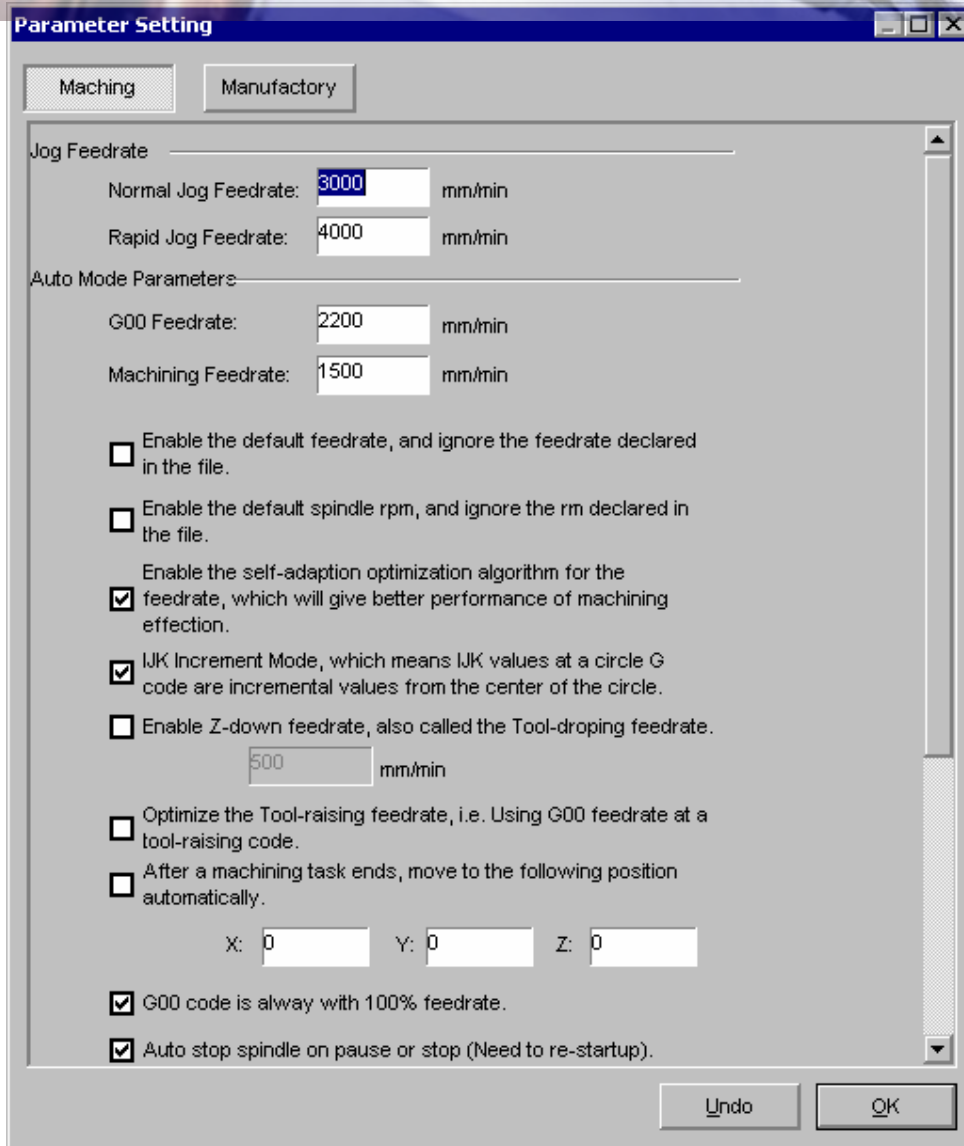 Parameter Setting
Maching
Manufactory
Jog Feedrate
Normal Jog Feedrate: 3000 mm/min
Rapid Jog Feedrate: 4000 mm/min
Auto Mode Parameters
G00 Feedrate: 2200 mm/min
Machining Feedrate: 1500 mm/min
Enable the default feedrate, and ignore the feedrate declared
in the file.
Enable the default spindle rpm, and ignore the rm declared in
the file.
Enable the self-adaption optimization algorithm for the
feedrate, which will give better performance of machining
effection.
IJK Increment Mode, which means IJK values at a circle G
code are incremental values from the center of the circle.
Enable Z-down feedrate, also called the Tool-droping feedrate.
500 mm/min
Optimize the Tool-raising feedrate, i.e. Using G00 feedrate at a
tool-raising code.
After a machining task ends, move to the following position
automatically.
X: 0 Y: 0 Z: 0
G00 code is alway with 100% feedrate.
Auto stop spindle on pause or stop (Need to re-startup).
Undo OK